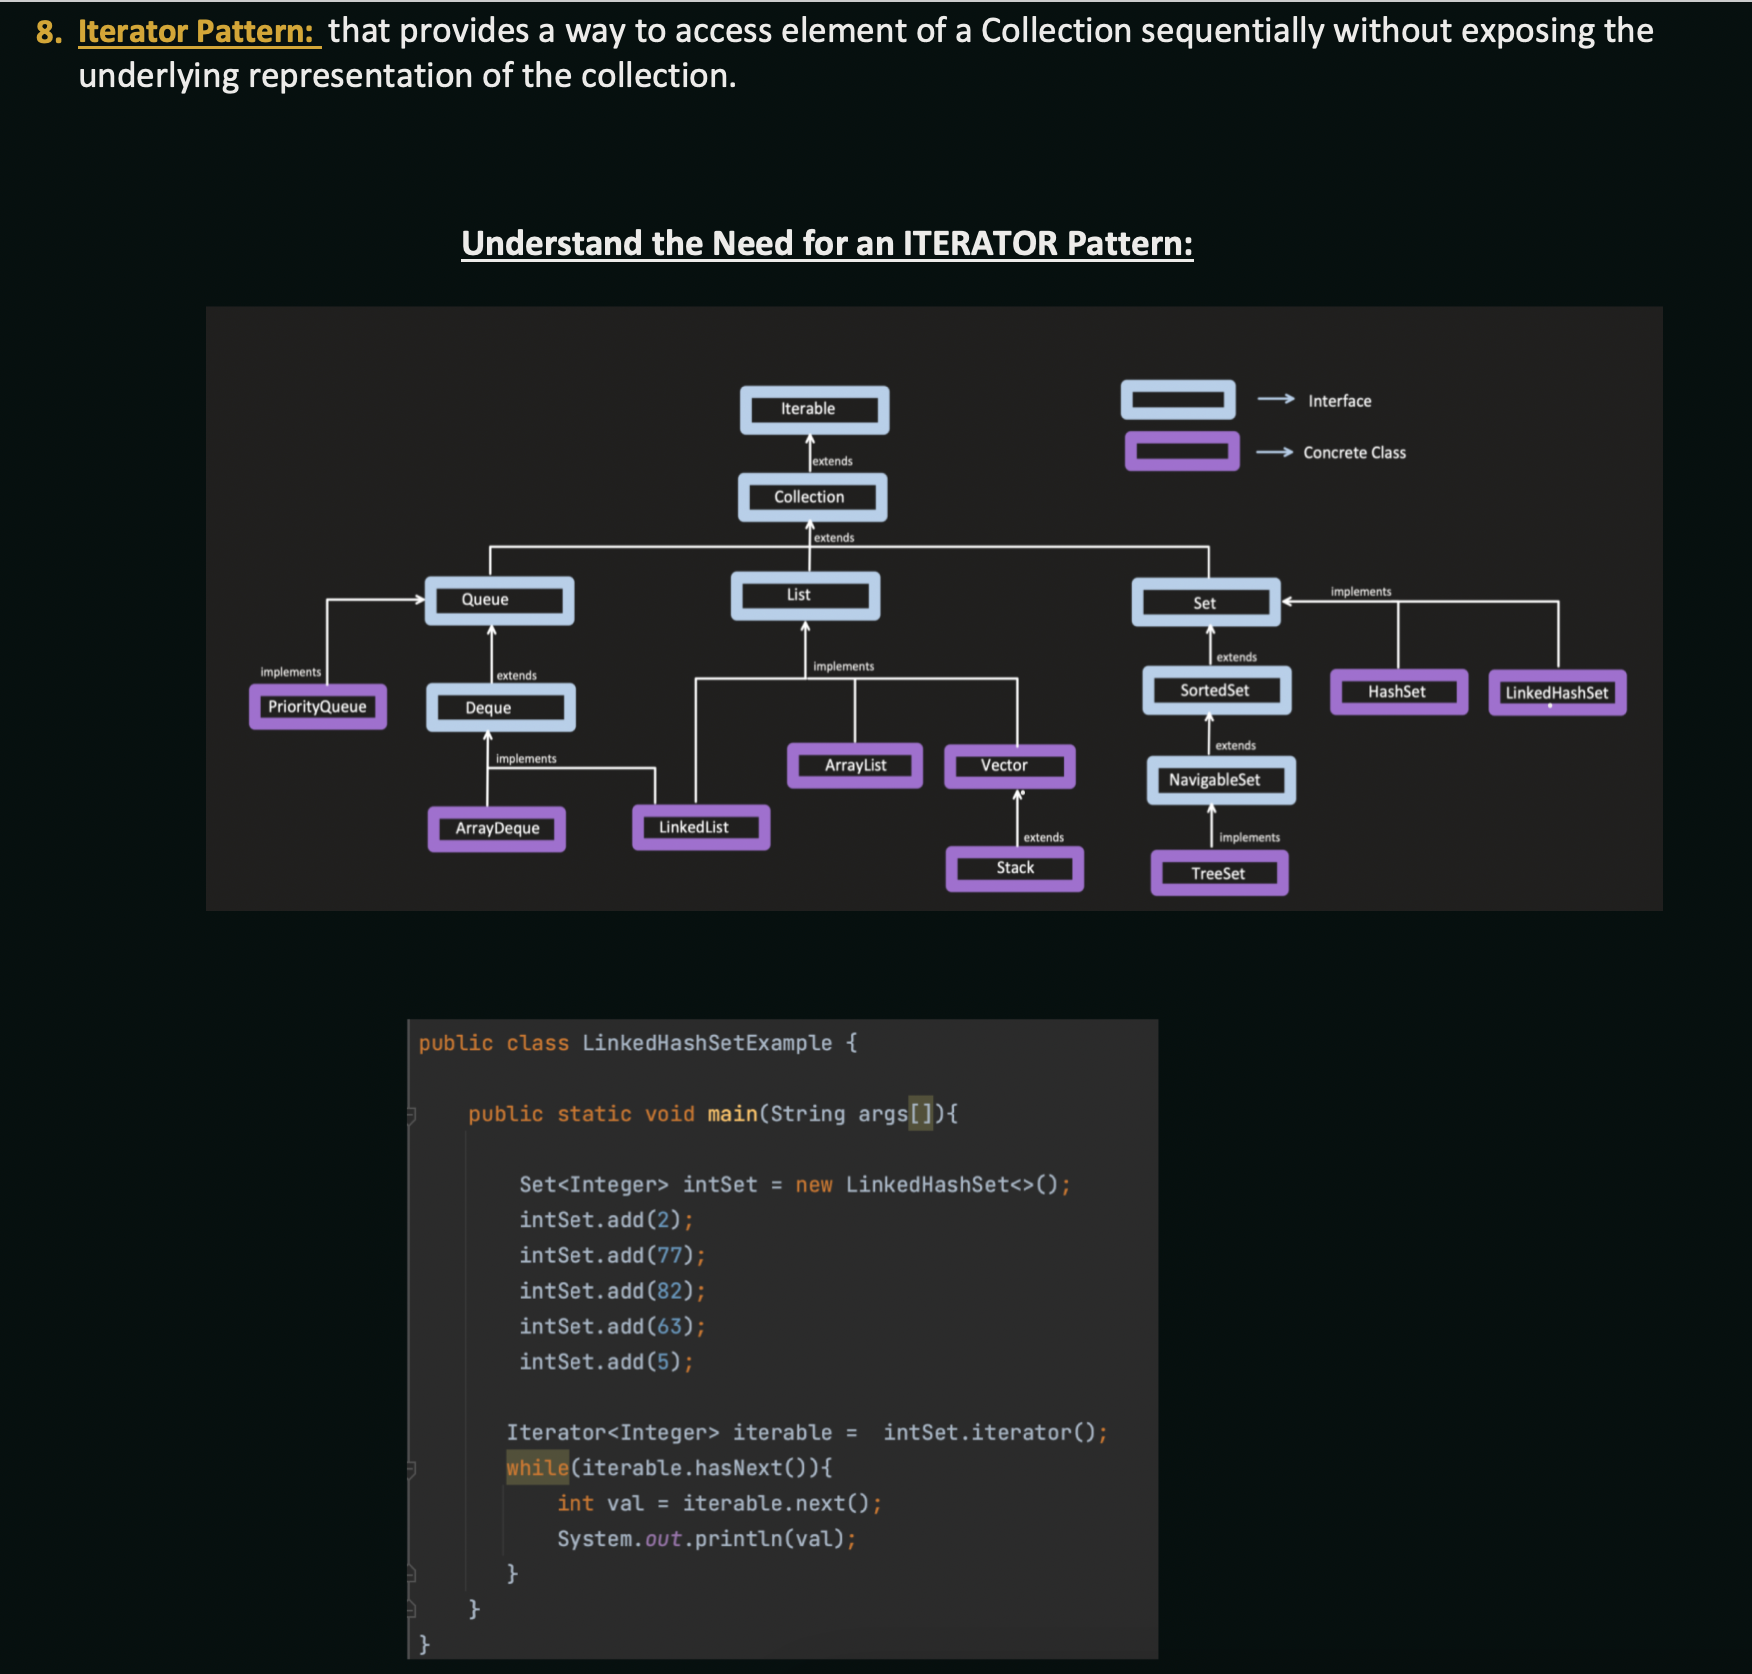 8. Iterator Pattern: that provides a way to access element of a Collection sequentially without exposing the
underlying representation of the collection.
Understand the Need for an ITERATOR Pattern:
Iterable
Interface
extends
Concrete Class
Collection
extends
Queue
List
Set
implements
implements
extends
implements
extends
PriorityQueue
Deque
SortedSet
HashSet
LinkedHashSet
implements
ArrayList
Vector
extends
NavigableSet
ArrayDeque
LinkedList
extends
implements
Stack
TreeSet
public class LinkedHashSetExample {
public static void main(String args[]){
Set<Integer> intSet = new LinkedHashSet<>();
intSet.add(2);
intSet.add(77);
intSet.add(82);
intSet.add(63);
intSet.add(5);
Iterator<Integer> iterable =  intSet.iterator();
while(iterable.hasNext()){
int val = iterable.next();
System.out.println(val);
}
}
}